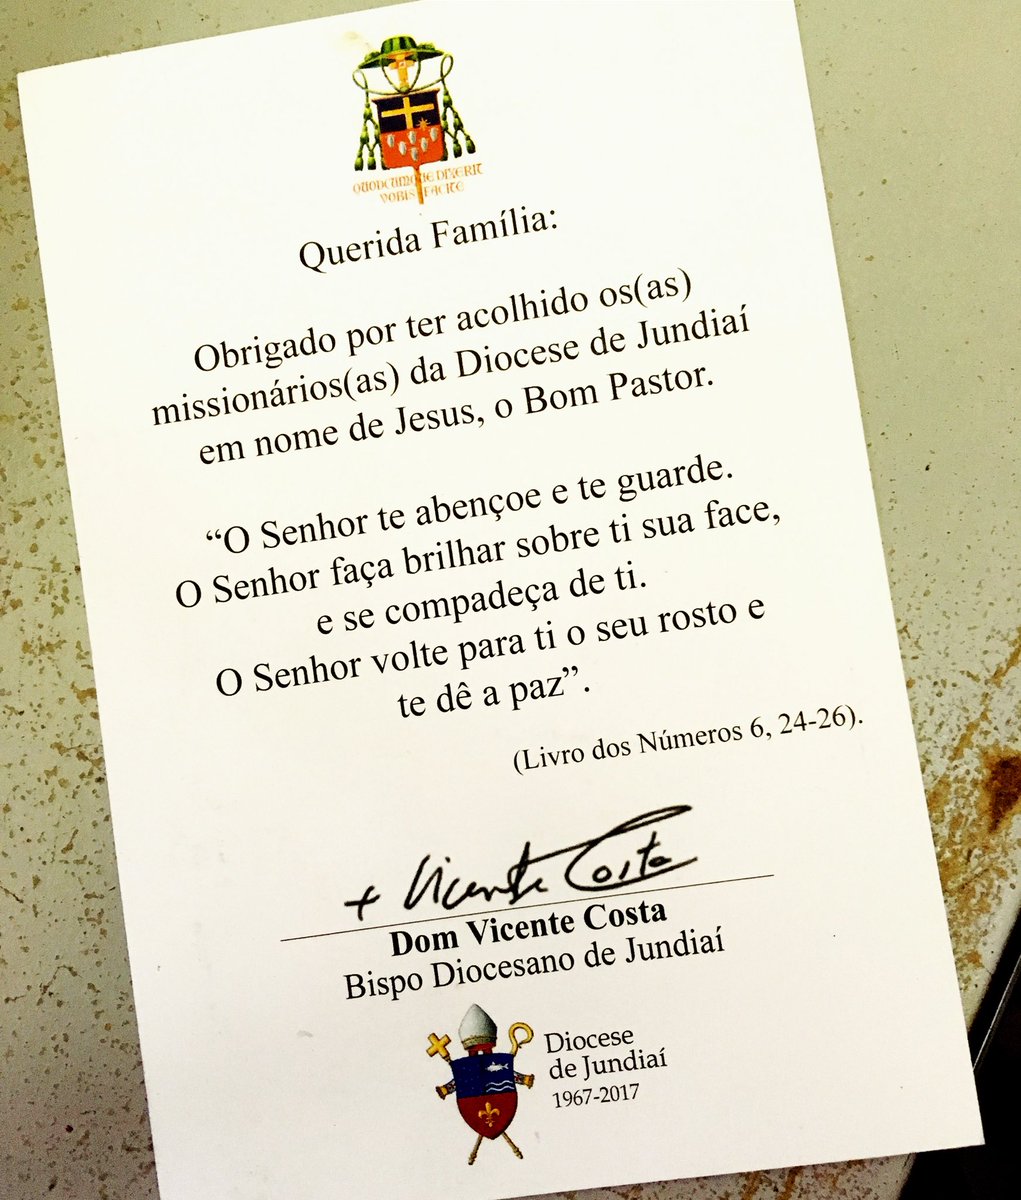 QUODCUMQUE DIXERIT
VOBIS FACITE
Querida Família:
Obrigado por ter acolhido os(as)
missionários(as) da Diocese de Jundiaí
em nome de Jesus, o Bom Pastor.
“O Senhor te abençoe e te guarde.
O Senhor faça brilhar sobre ti sua face,
e se compadeça de ti.
O Senhor volte para ti o seu rosto e
te dê a paz”.
(Livro dos Números 6, 24-26).
+ Vicente Costa
Dom Vicente Costa
Bispo Diocesano de Jundiaí
Diocese
de Jundiaí
1967-2017